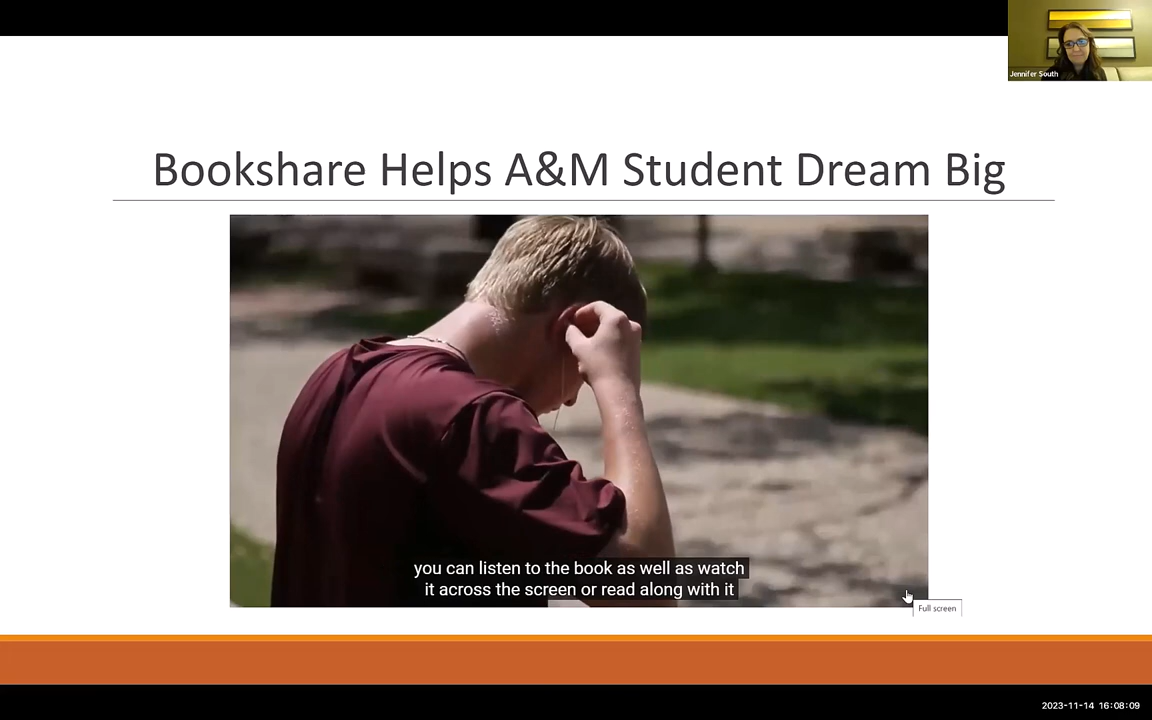 Jennifer South
Bookshare Helps A&M Student Dream Big
you can listen to the book as well as watch
it across the screen or read along with it
Full screen
2023-11-14 16:08:09